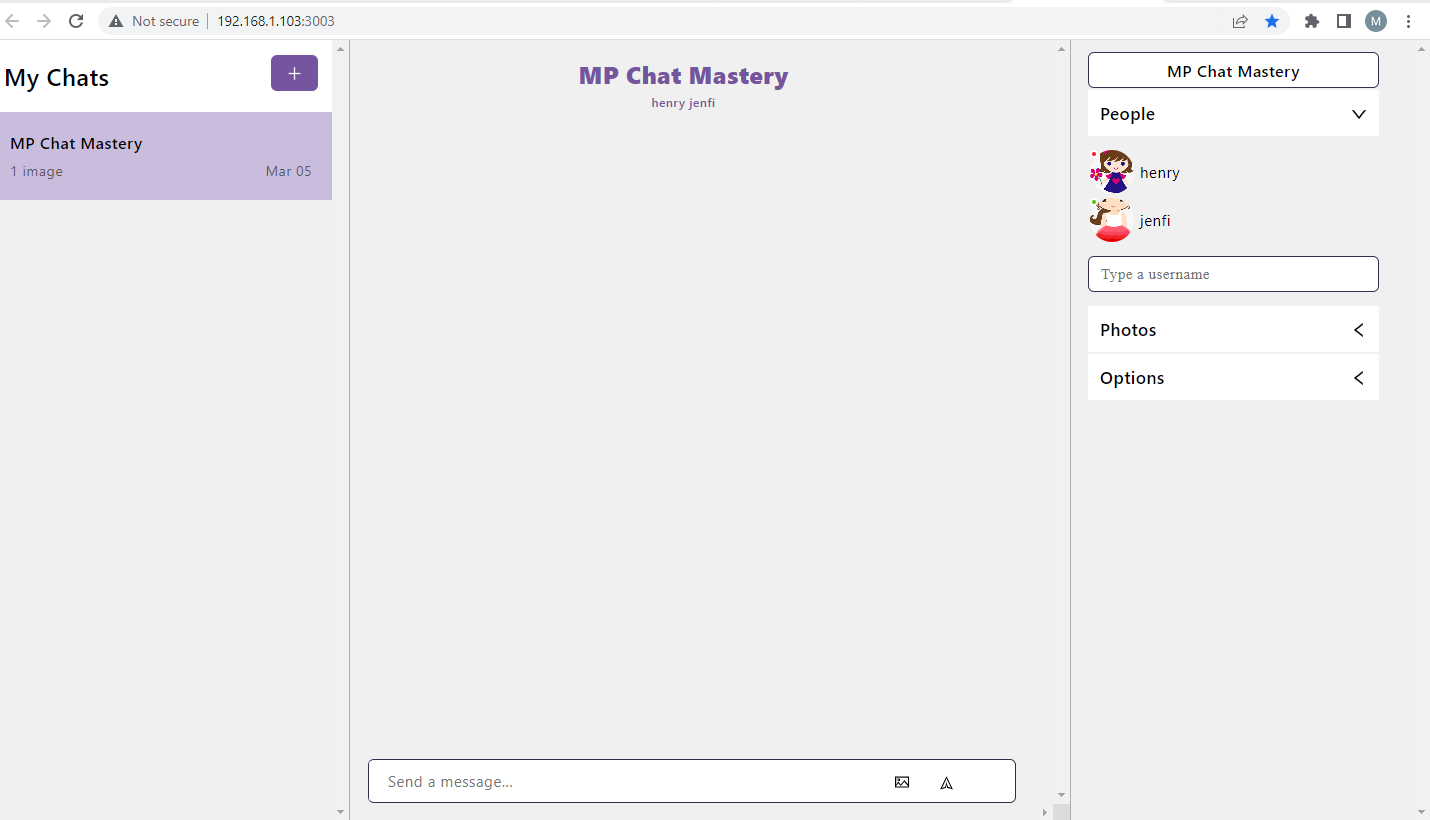 Not secure 192.168.1.103:3003
M
My Chats
+
MP Chat Mastery
1 image Mar 05
MP Chat Mastery
henry jenfi
Send a message...
MP Chat Mastery
People
henry
jenfi
Type a username
Photos
Options